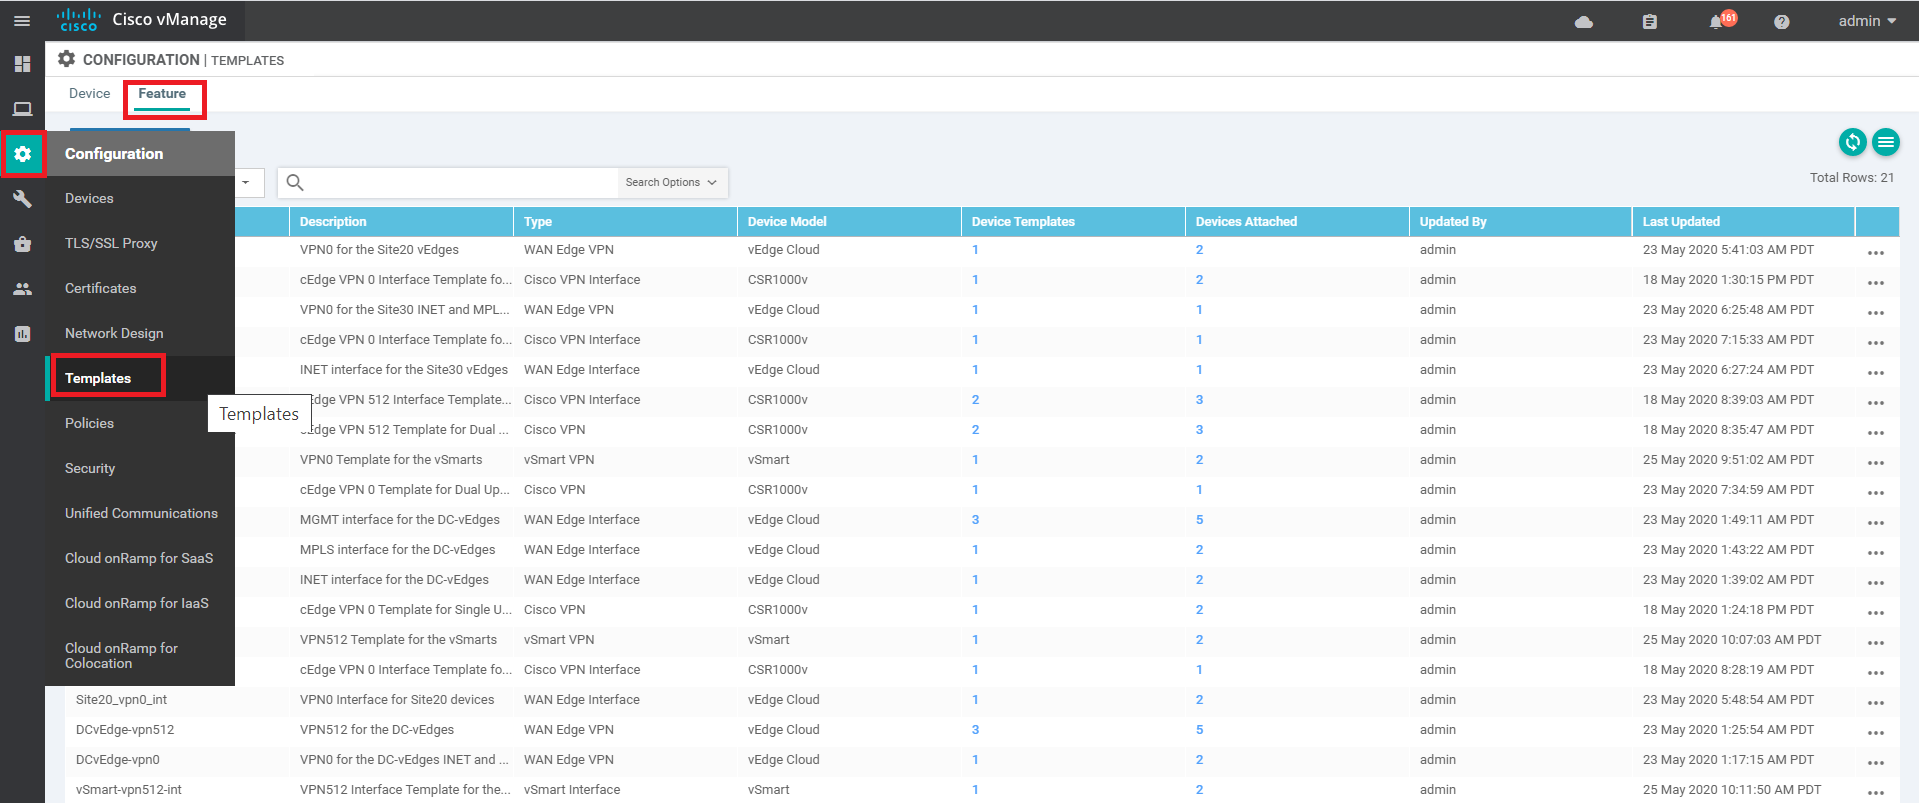 CISCO
Cisco vManage
161
admin
CONFIGURATION | TEMPLATES
Device
Feature
Configuration
Devices
TLS/SSL Proxy
Certificates
Network Design
Templates
Policies
Security
Unified Communications
Cloud onRamp for SaaS
Cloud onRamp for IaaS
Cloud onRamp for
Colocation
Templates
Search Options
Total Rows: 21
Description Type Device Model Device Templates Devices Attached Updated By Last Updated
VPN0 for the Site20 vEdges WAN Edge VPN vEdge Cloud 1 2 admin 23 May 2020 5:41:03 AM PDT
cEdge VPN 0 Interface Template fo... Cisco VPN Interface CSR1000v 1 2 admin 18 May 2020 1:30:15 PM PDT
VPN0 for the Site30 INET and MPL... WAN Edge VPN vEdge Cloud 1 1 admin 23 May 2020 6:25:48 AM PDT
cEdge VPN 0 Interface Template fo... Cisco VPN Interface CSR1000v 1 1 admin 23 May 2020 7:15:33 AM PDT
INET interface for the Site30 vEdges WAN Edge Interface vEdge Cloud 1 1 admin 23 May 2020 6:27:24 AM PDT
Edge VPN 512 Interface Template... Cisco VPN Interface CSR1000v 2 3 admin 18 May 2020 8:39:03 AM PDT
cEdge VPN 512 Template for Dual ... Cisco VPN CSR1000v 2 3 admin 18 May 2020 8:35:47 AM PDT
VPN0 Template for the vSmarts vSmart VPN vSmart 1 2 admin 25 May 2020 9:51:02 AM PDT
cEdge VPN 0 Template for Dual Up... Cisco VPN CSR1000v 1 1 admin 23 May 2020 7:34:59 AM PDT
MGMT interface for the DC-vEdges WAN Edge Interface vEdge Cloud 3 5 admin 23 May 2020 1:49:11 AM PDT
MPLS interface for the DC-vEdges WAN Edge Interface vEdge Cloud 1 2 admin 23 May 2020 1:43:22 AM PDT
INET interface for the DC-vEdges WAN Edge Interface vEdge Cloud 1 2 admin 23 May 2020 1:39:02 AM PDT
cEdge VPN 0 Template for Single U... Cisco VPN CSR1000v 1 2 admin 18 May 2020 1:24:18 PM PDT
VPN512 Template for the vSmarts vSmart VPN vSmart 1 2 admin 25 May 2020 10:07:03 AM PDT
cEdge VPN 0 Interface Template fo... Cisco VPN Interface CSR1000v 1 1 admin 18 May 2020 8:28:19 AM PDT
Site20_vpn0_int VPN0 Interface for Site20 devices WAN Edge Interface vEdge Cloud 1 2 admin 23 May 2020 5:48:54 AM PDT
DCvEdge-vpn512 VPN512 for the DC-vEdges WAN Edge VPN vEdge Cloud 3 5 admin 23 May 2020 1:25:54 AM PDT
DCvEdge-vpn0 VPN0 for the DC-vEdges INET and ... WAN Edge VPN vEdge Cloud 1 2 admin 23 May 2020 1:17:15 AM PDT
vSmart-vpn512-int VPN512 Interface Template for the... vSmart Interface vSmart 1 2 admin 25 May 2020 10:11:50 AM PDT